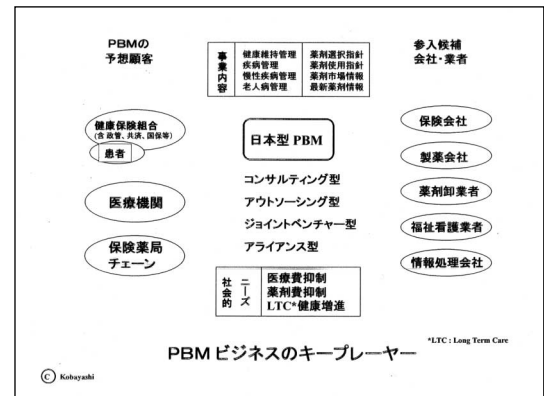 PBMの
予想顧客
事業内容
健康維持管理
疾病管理
慢性疾病管理
老人病管理
薬剤選択指針
薬剤使用指針
薬剤市場情報
最新薬剤情報
参入候補
会社・業者
健康保険組合
(含 政管、共済、国保等)
患者
医療機関
保険薬局
チェーン
日本型 PBM
コンサルティング型
アウトソーシング型
ジョイントベンチャー型
アライアンス型
保険会社
製薬会社
薬剤卸業者
福祉看護業者
情報処理会社
社会的
ニーズ
医療費抑制
薬剤費抑制
LTC*健康増進
*LTC : Long Term Care
PBM ビジネスのキープレーヤー
Ⓒ Kobayashi